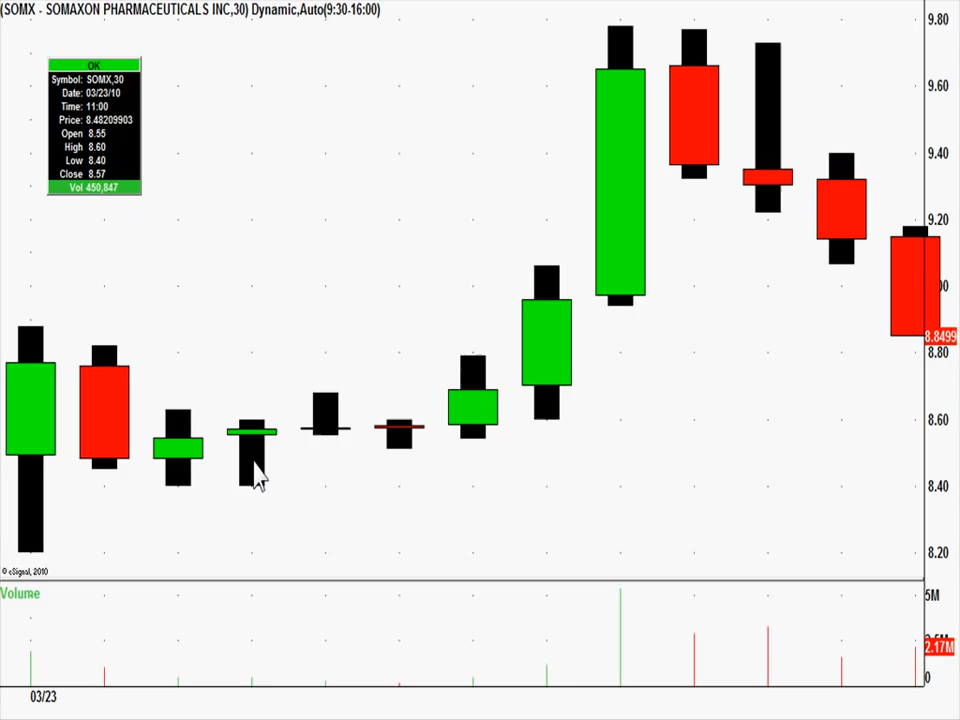 (SOMX - SOMAXON PHARMACEUTICALS INC,30) Dynamic,Auto(9:30-16:00)
OK
Symbol: SOMX,30
Date: 03/23/10
Time: 11:00
Price: 8.48209903
Open 8.55
High 8.60
Low 8.40
Close 8.57
Vol 450,847
9.80
9.60
9.40
9.20
00
8.8499
8.80
8.60
8.40
8.20
© eSignal, 2010
Volume
5M
2.17M
0
03/23